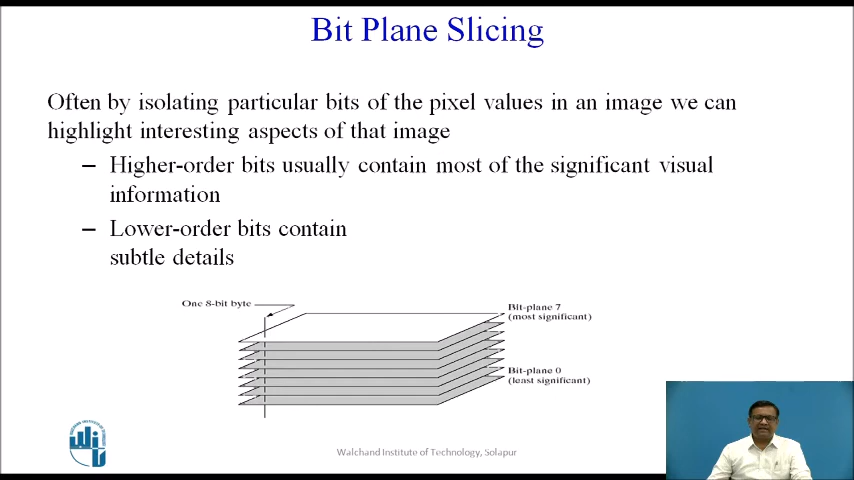 Bit Plane Slicing
Often by isolating particular bits of the pixel values in an image we can
highlight interesting aspects of that image
– Higher-order bits usually contain most of the significant visual
information
– Lower-order bits contain
subtle details
One 8-bit byte
Bit-plane 7
(most significant)
Bit-plane 0
(least significant)
Walchand Institute of Technology, Solapur